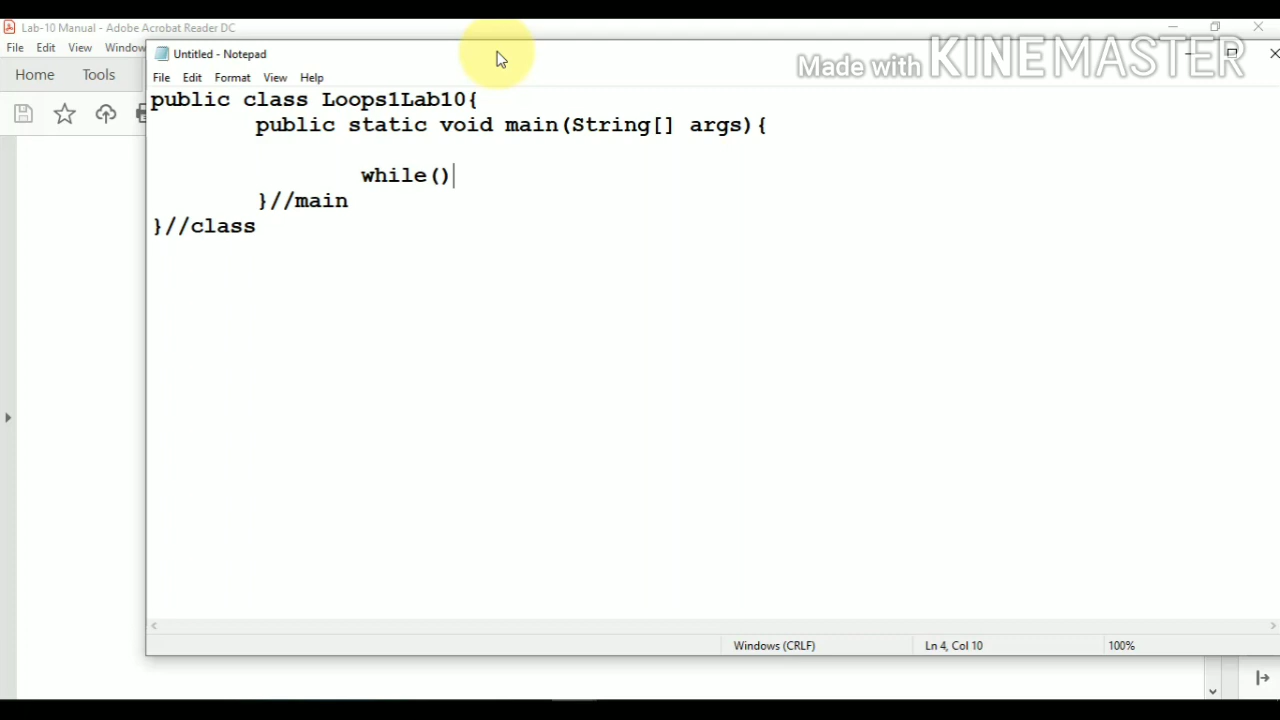 Lab-10 Manual - Adobe Acrobat Reader DC
File Edit View Window
Home Tools
Untitled - Notepad
Made with KINEMASTER
File Edit Format View Help
public class Loops1Lab10{
public static void main(String[] args){
while()
}//main
}//class
Windows (CRLF) Ln 4, Col 10 100%